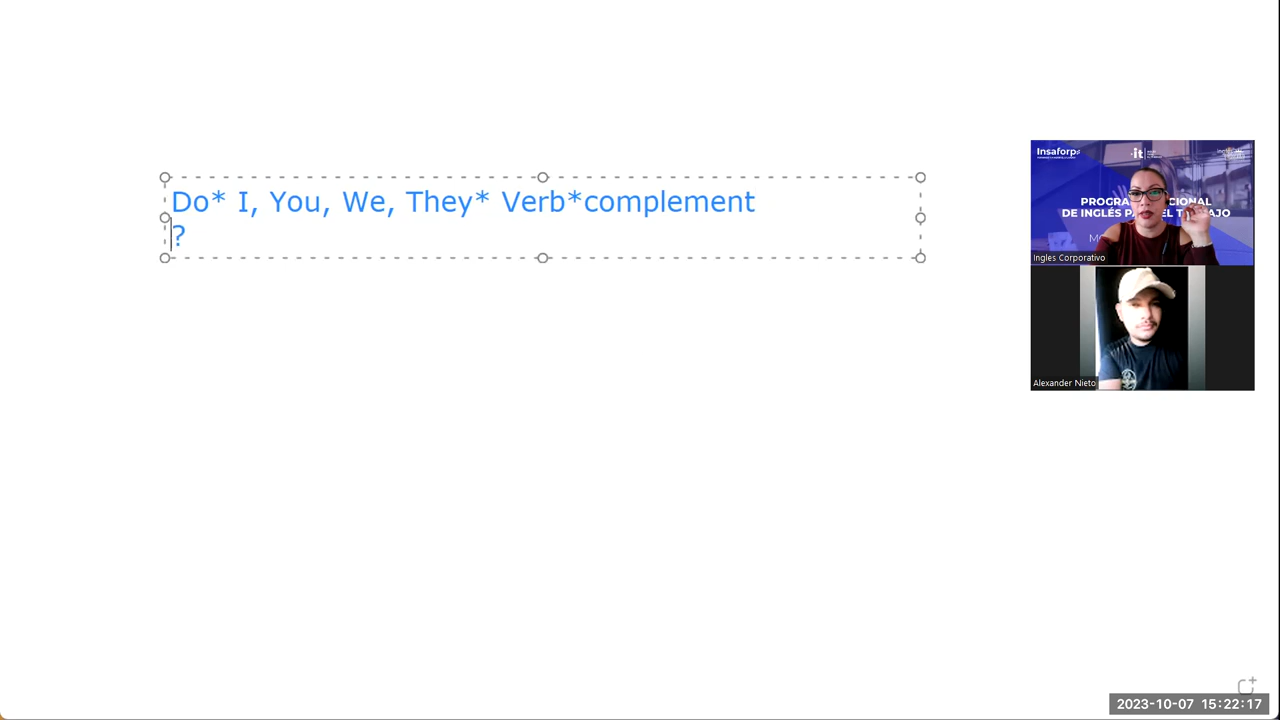 Do* I, You, We, They* Verb*complement
?
Insaforp
it
PROGRA
CIONAL
DE INGLÉS PA
EL T
AJO
Ingles Corporativo
Alexander Nieto
2023-10-07 15:22:17